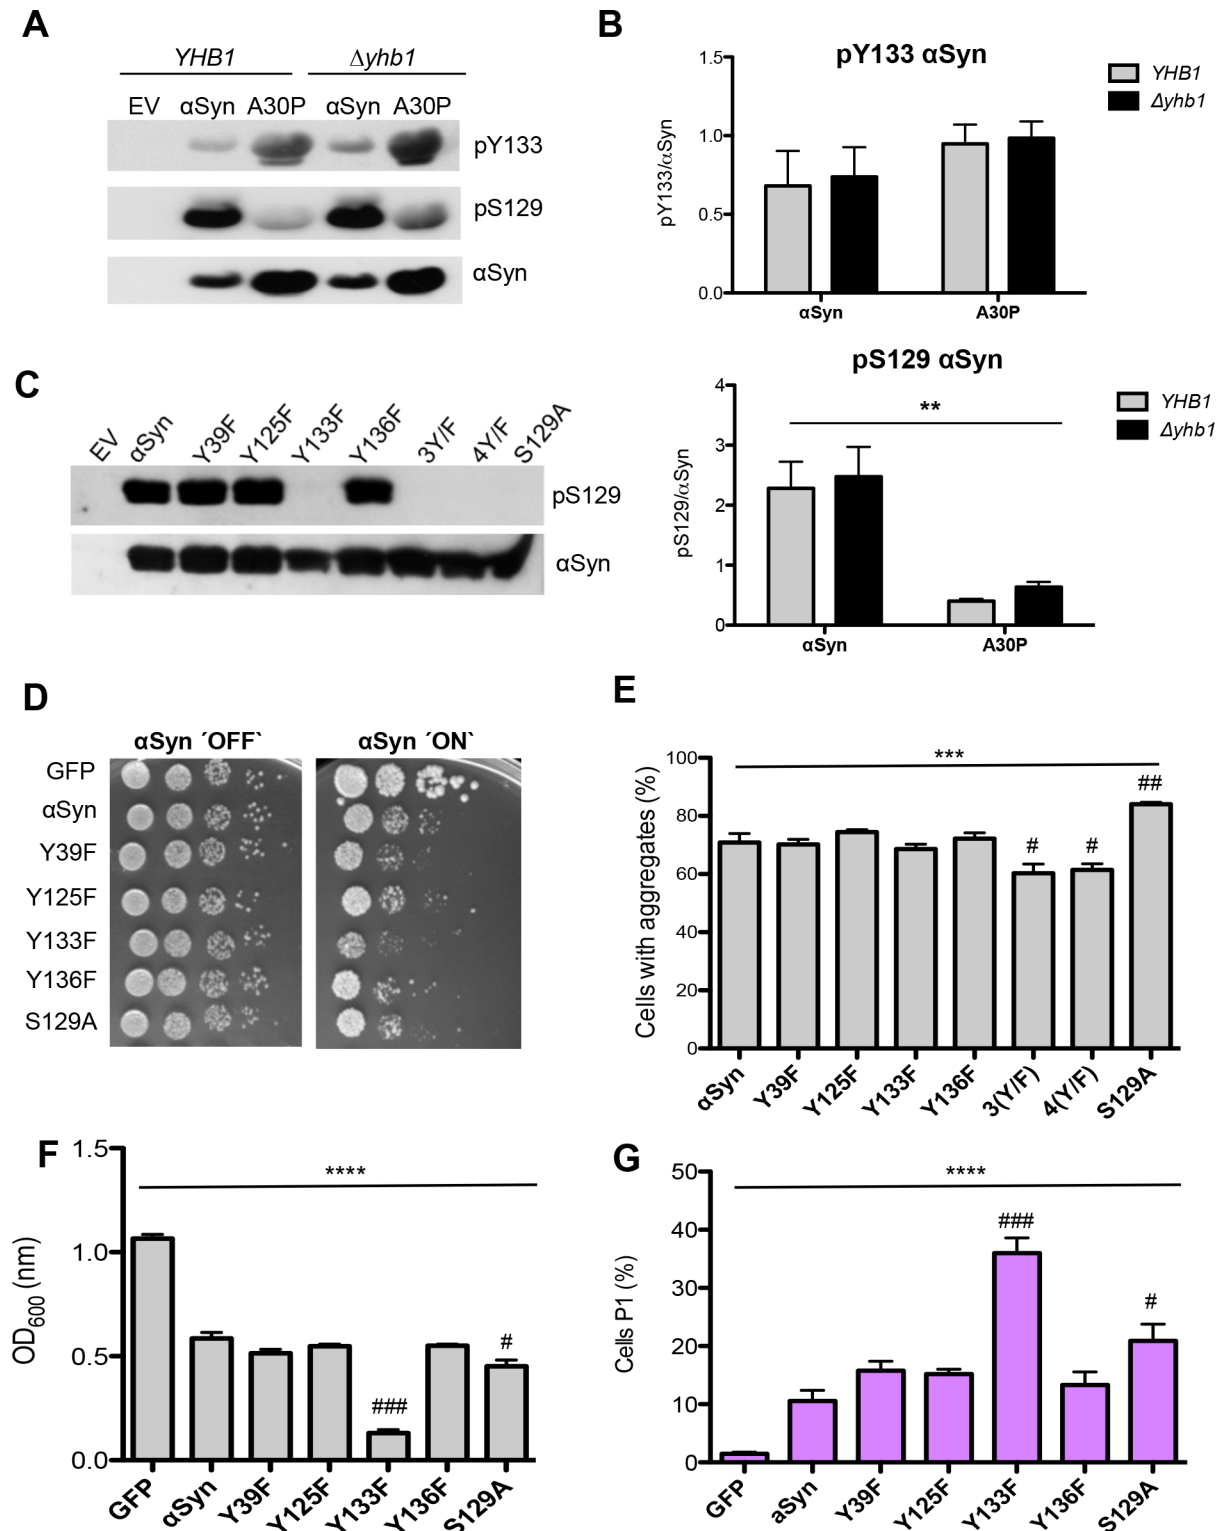 A
YHB1
Δyhb1
EV αSyn A30P αSyn A30P
pY133
pS129
αSyn
B
pY133 αSyn
1.5
1.0
0.5
0.0
pY133/αSyn
αSyn
A30P
YHB1
Δyhb1
pS129 αSyn
4
3
2
1
0
pS129/αSyn
**
αSyn
A30P
YHB1
Δyhb1
C
EV
αSyn
Y39F
Y125F
Y133F
Y136F
3Y/F
4Y/F
S129A
pS129
αSyn
D
αSyn ´OFF`
αSyn ´ON`
GFP
αSyn
Y39F
Y125F
Y133F
Y136F
S129A
E
Cells with aggregates (%)
100
80
60
40
20
0
***
#
#
##
αSyn
Y39F
Y125F
Y133F
Y136F
3(Y/F)
4(Y/F)
S129A
F
OD600 (nm)
1.5
1.0
0.5
0.0
****
###
#
GFP
αSyn
Y39F
Y125F
Y133F
Y136F
S129A
G
Cells P1 (%)
50
40
30
20
10
0
****
###
#
GFP
aSyn
Y39F
Y125F
Y133F
Y136F
S129A